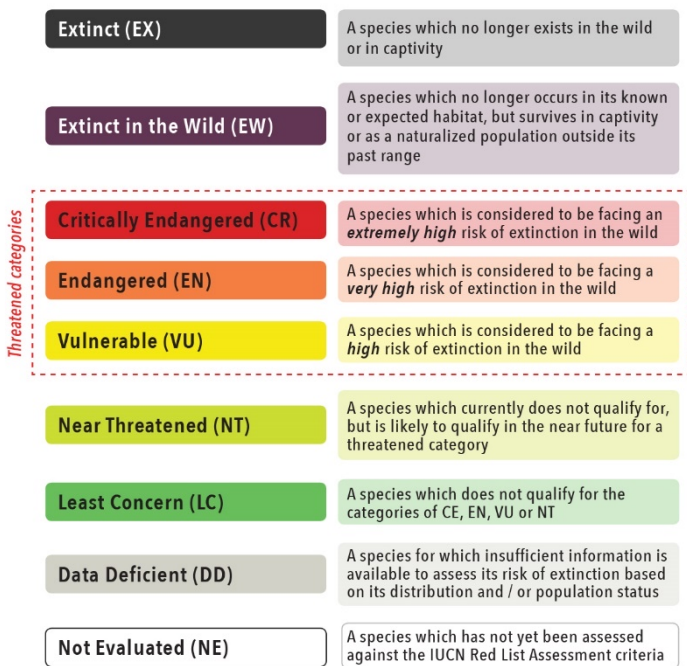 Extinct (EX)
A species which no longer exists in the wild
or in captivity
Extinct in the Wild (EW)
A species which no longer occurs in its known
or expected habitat, but survives in captivity
or as a naturalized population outside its
past range
Threatened categories
Critically Endangered (CR)
A species which is considered to be facing an
extremely high risk of extinction in the wild
Endangered (EN)
A species which is considered to be facing a
very high risk of extinction in the wild
Vulnerable (VU)
A species which is considered to be facing a
high risk of extinction in the wild
Near Threatened (NT)
A species which currently does not qualify for,
but is likely to qualify in the near future for a
threatened category
Least Concern (LC)
A species which does not qualify for the
categories of CE, EN, VU or NT
Data Deficient (DD)
A species for which insufficient information is
available to assess its risk of extinction based
on its distribution and / or population status
Not Evaluated (NE)
A species which has not yet been assessed
against the IUCN Red List Assessment criteria